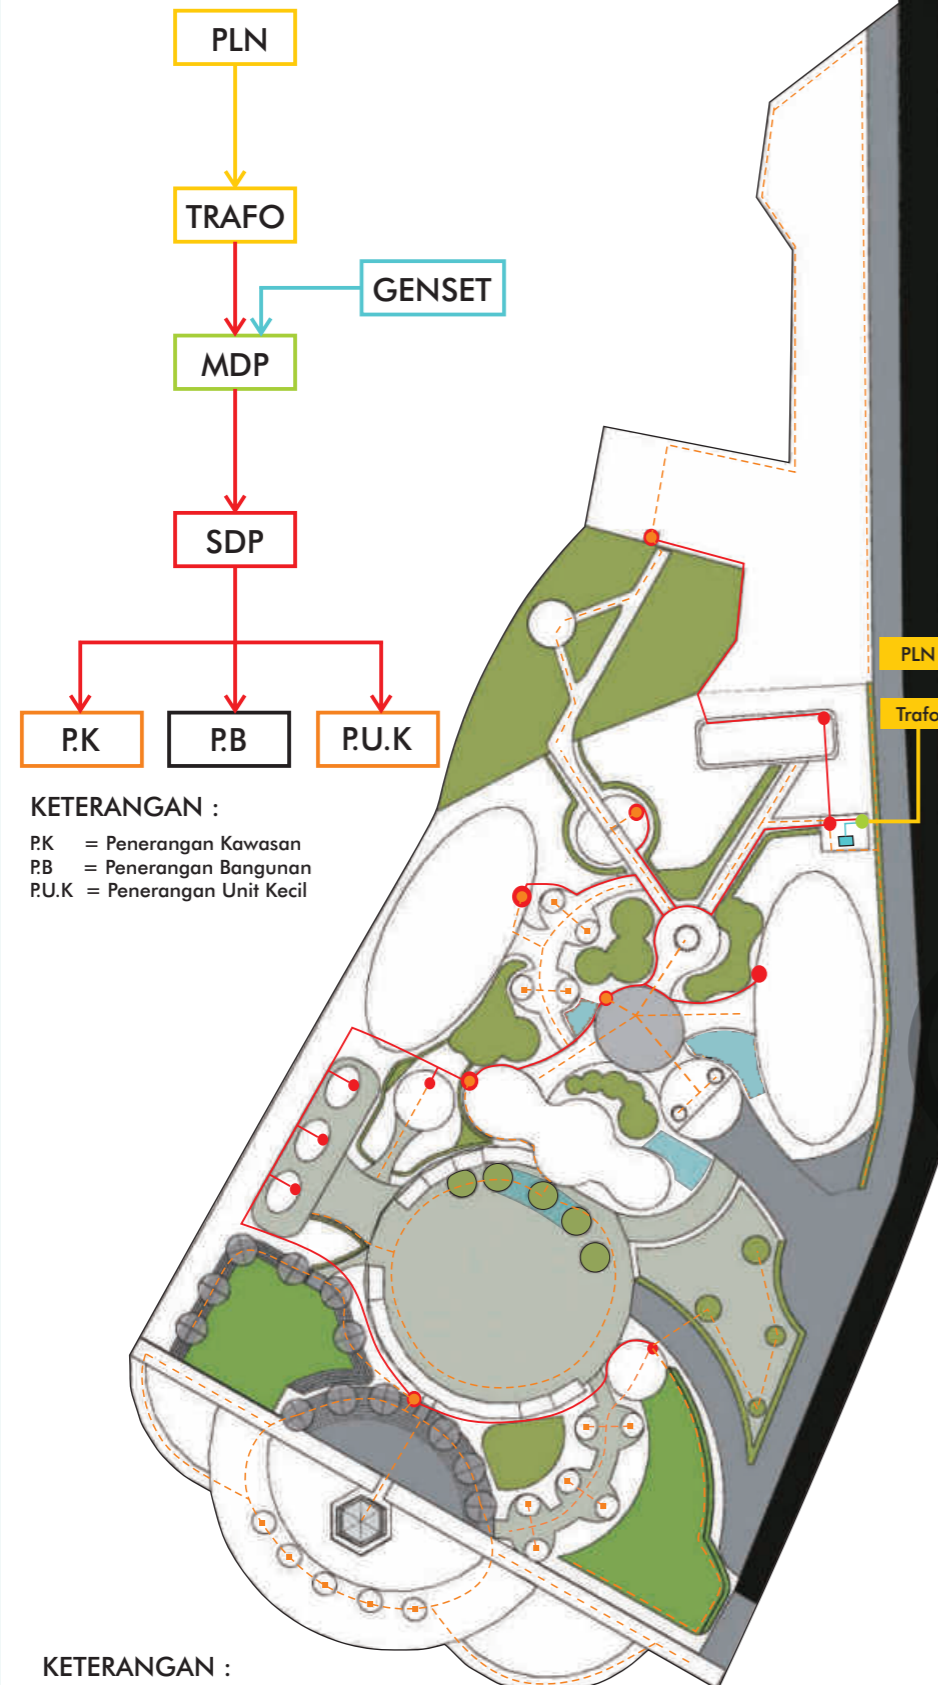 PLN
TRAFO
GENSET
MDP
SDP
P.K
P.B
P.U.K
KETERANGAN :
P.K = Penerangan Kawasan
P.B = Penerangan Bangunan
P.U.K = Penerangan Unit Kecil
PLN
Trafo
KETERANGAN :